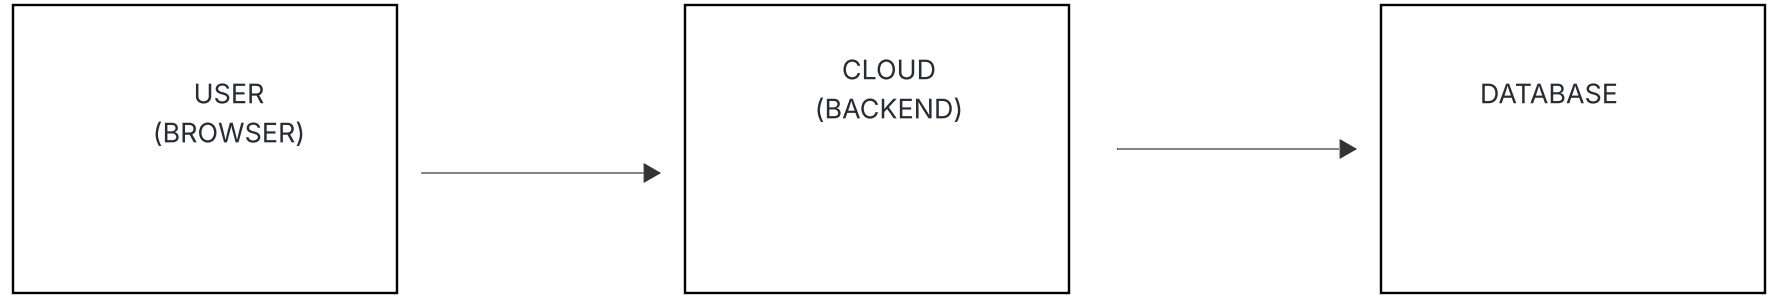 USER
(BROWSER)
CLOUD
(BACKEND)
DATABASE